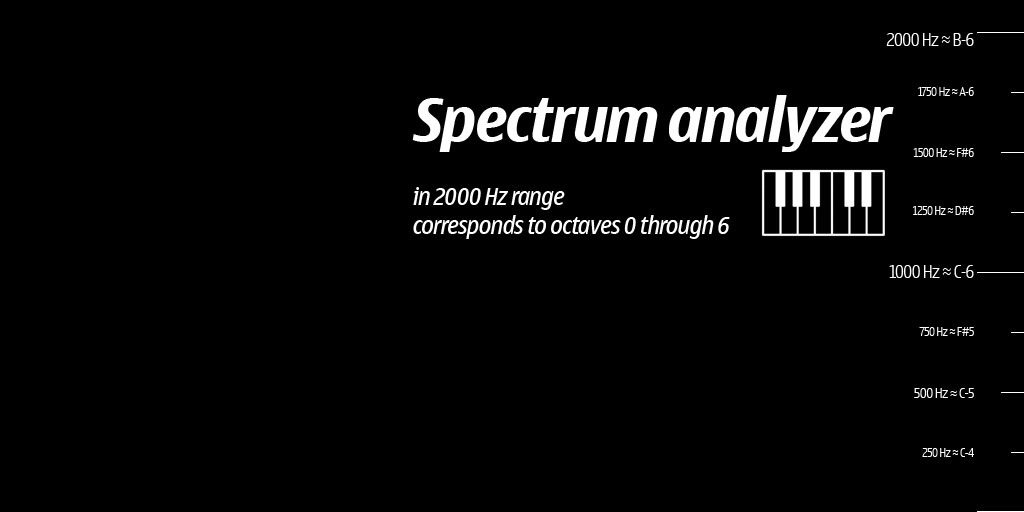 2000 Hz ≈ B-6
1750 Hz ≈ A-6
Spectrum analyzer
1500 Hz ≈ F#6
in 2000 Hz range
1250 Hz ≈ D#6
corresponds to octaves 0 through 6
1000 Hz ≈ C-6
750 Hz ≈ F#5
500 Hz ≈ C-5
250 Hz ≈ C-4